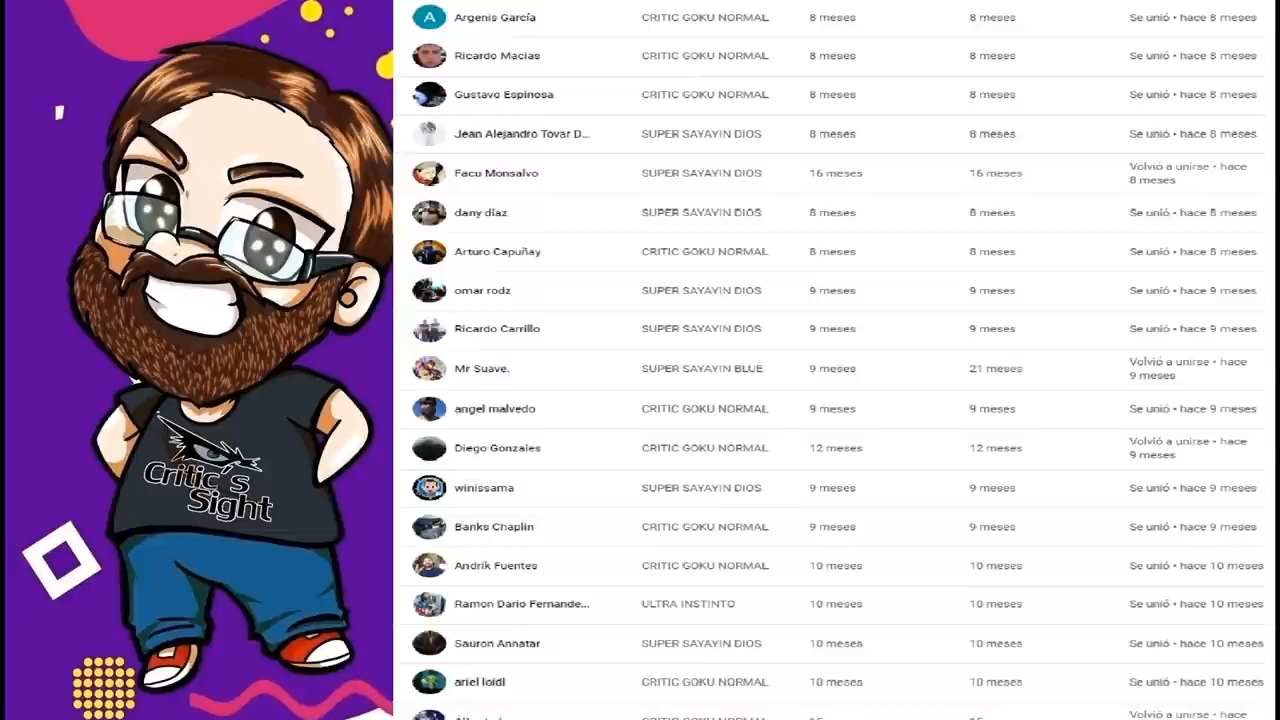 Critic's
Sight
A Argenis García CRITIC GOKU NORMAL 8 meses 8 meses Se unió • hace 8 meses
Ricardo Macias CRITIC GOKU NORMAL 8 meses 8 meses Se unió • hace 8 meses
Gustavo Espinosa CRITIC GOKU NORMAL 8 meses 8 meses Se unió • hace 8 meses
Jean Alejandro Tovar D... SUPER SAYAYIN DIOS 8 meses 8 meses Se unió • hace 8 meses
Facu Monsalvo SUPER SAYAYIN DIOS 16 meses 16 meses Volvió a unirse • hace
8 meses
dany diaz SUPER SAYAYIN DIOS 8 meses 8 meses Se unió • hace 8 meses
Arturo Capuñay CRITIC GOKU NORMAL 8 meses 8 meses Se unió • hace 8 meses
omar rodz SUPER SAYAYIN DIOS 9 meses 9 meses Se unió • hace 9 meses
Ricardo Carrillo SUPER SAYAYIN DIOS 9 meses 9 meses Se unió • hace 9 meses
Mr Suave, SUPER SAYAYIN BLUE 9 meses 21 meses Volvió a unirse • hace
9 meses
angel malvedo CRITIC GOKU NORMAL 9 meses 9 meses Se unió • hace 9 meses
Diego Gonzales CRITIC GOKU NORMAL 12 meses 12 meses Volvió a unirse • hace
9 meses
winissama SUPER SAYAYIN DIOS 9 meses 9 meses Se unió • hace 9 meses
Banks Chaplin CRITIC GOKU NORMAL 9 meses 9 meses Se unió • hace 9 meses
Andrik Fuentes CRITIC GOKU NORMAL 10 meses 10 meses Se unió • hace 10 meses
Ramon Dario Fernande... ULTRA INSTINTO 10 meses 10 meses Se unió • hace 10 meses
Sauron Annatar SUPER SAYAYIN DIOS 10 meses 10 meses Se unió • hace 10 meses
ariel loidl CRITIC GOKU NORMAL 10 meses 10 meses Se unió • hace 10 meses
Volvió a unirse • hace